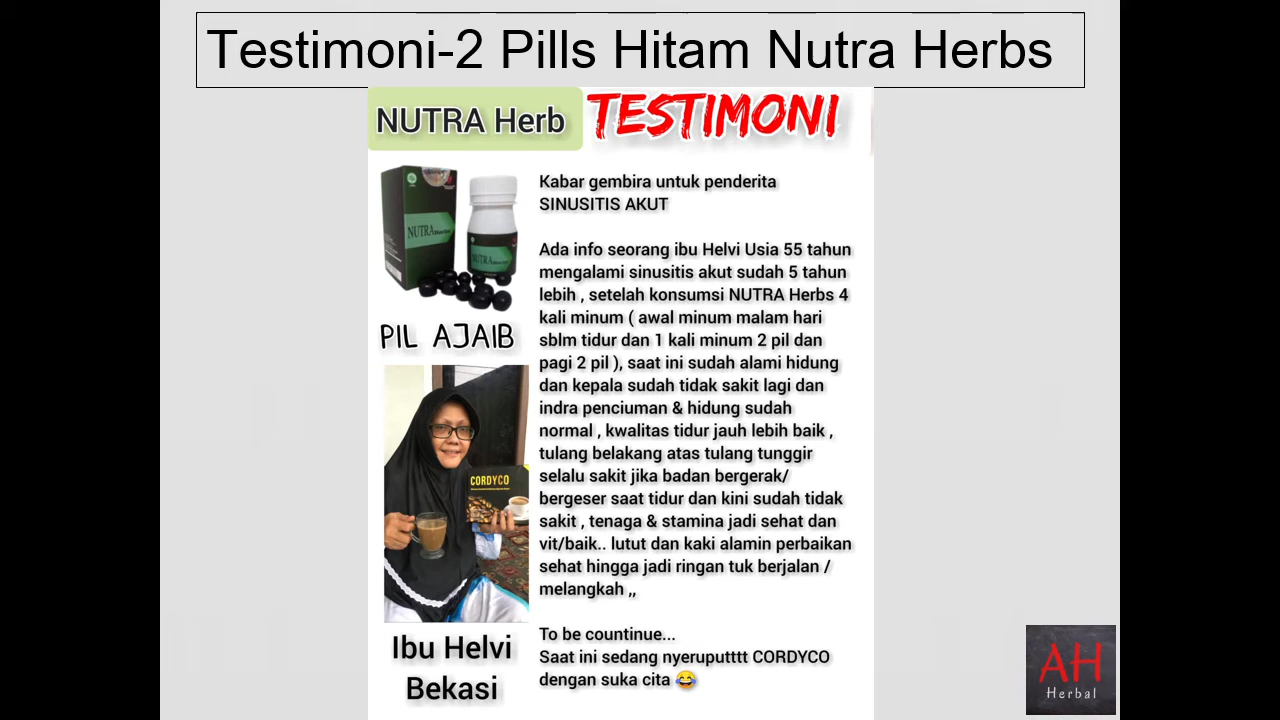 Testimoni-2 Pills Hitam Nutra Herbs
NUTRA Herb
TESTIMONI
Kabar gembira untuk penderita
SINUSITIS AKUT
Ada info seorang ibu Helvi Usia 55 tahun
mengalami sinusitis akut sudah 5 tahun
lebih , setelah konsumsi NUTRA Herbs 4
kali minum ( awal minum malam hari
sblm tidur dan 1 kali minum 2 pil dan
pagi 2 pil ), saat ini sudah alami hidung
dan kepala sudah tidak sakit lagi dan
indra penciuman & hidung sudah
normal , kwalitas tidur jauh lebih baik ,
tulang belakang atas tulang tunggir
selalu sakit jika badan bergerak/
bergeser saat tidur dan kini sudah tidak
sakit , tenaga & stamina jadi sehat dan
vit/baik.. lutut dan kaki alamin perbaikan
sehat hingga jadi ringan tuk berjalan /
melangkah ,,
To be countinue...
Saat ini sedang nyeruputttt CORDYCO
dengan suka cita 😂
NUTRA
NUTRA
PIL AJAIB
CORDYCO
Ibu Helvi
Bekasi
AH
Herbal